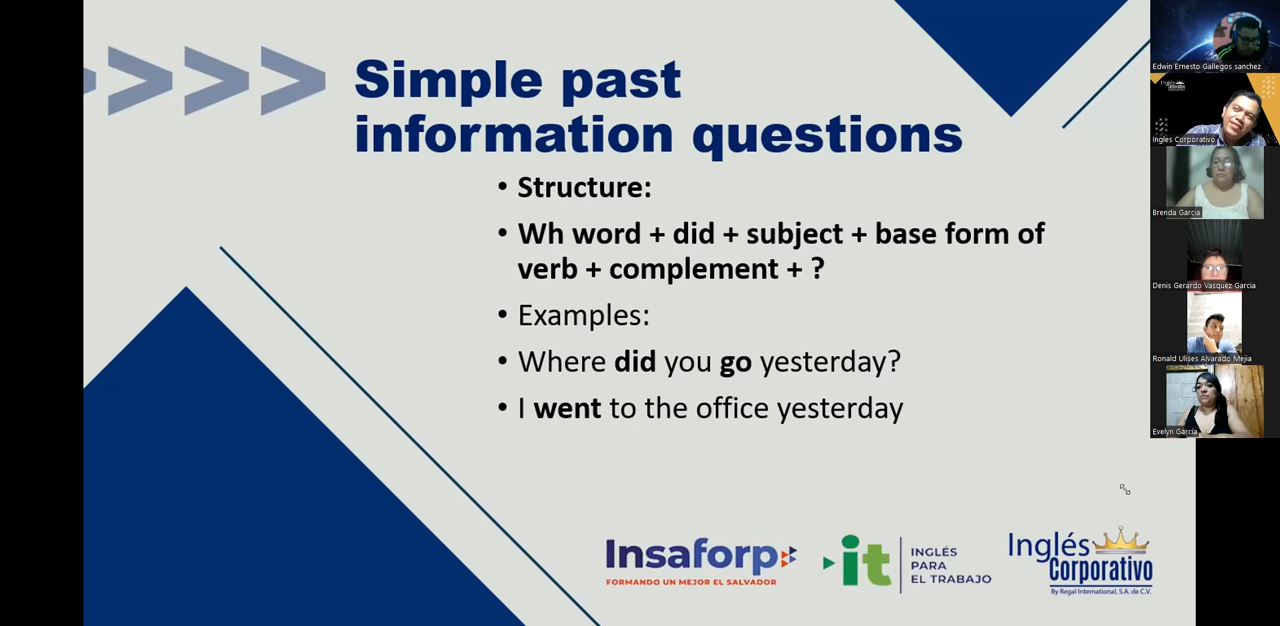 Simple past
information questions
• Structure:
• Wh word + did + subject + base form of
verb + complement + ?
• Examples:
• Where did you go yesterday?
• I went to the office yesterday
Insaforp
FORMANDO UN MEJOR EL SALVADOR
it
INGLÉS
PARA
EL TRABAJO
Inglés
Corporativo
By Regal International, S.A. de C.V.
Edwin Ernesto Gallegos sanchez
Ingles Corporativo
Brenda Garcia
Denis Gerardo Vasquez Garcia
Ronald Ulises Alvarado Mejia
Evelyn García